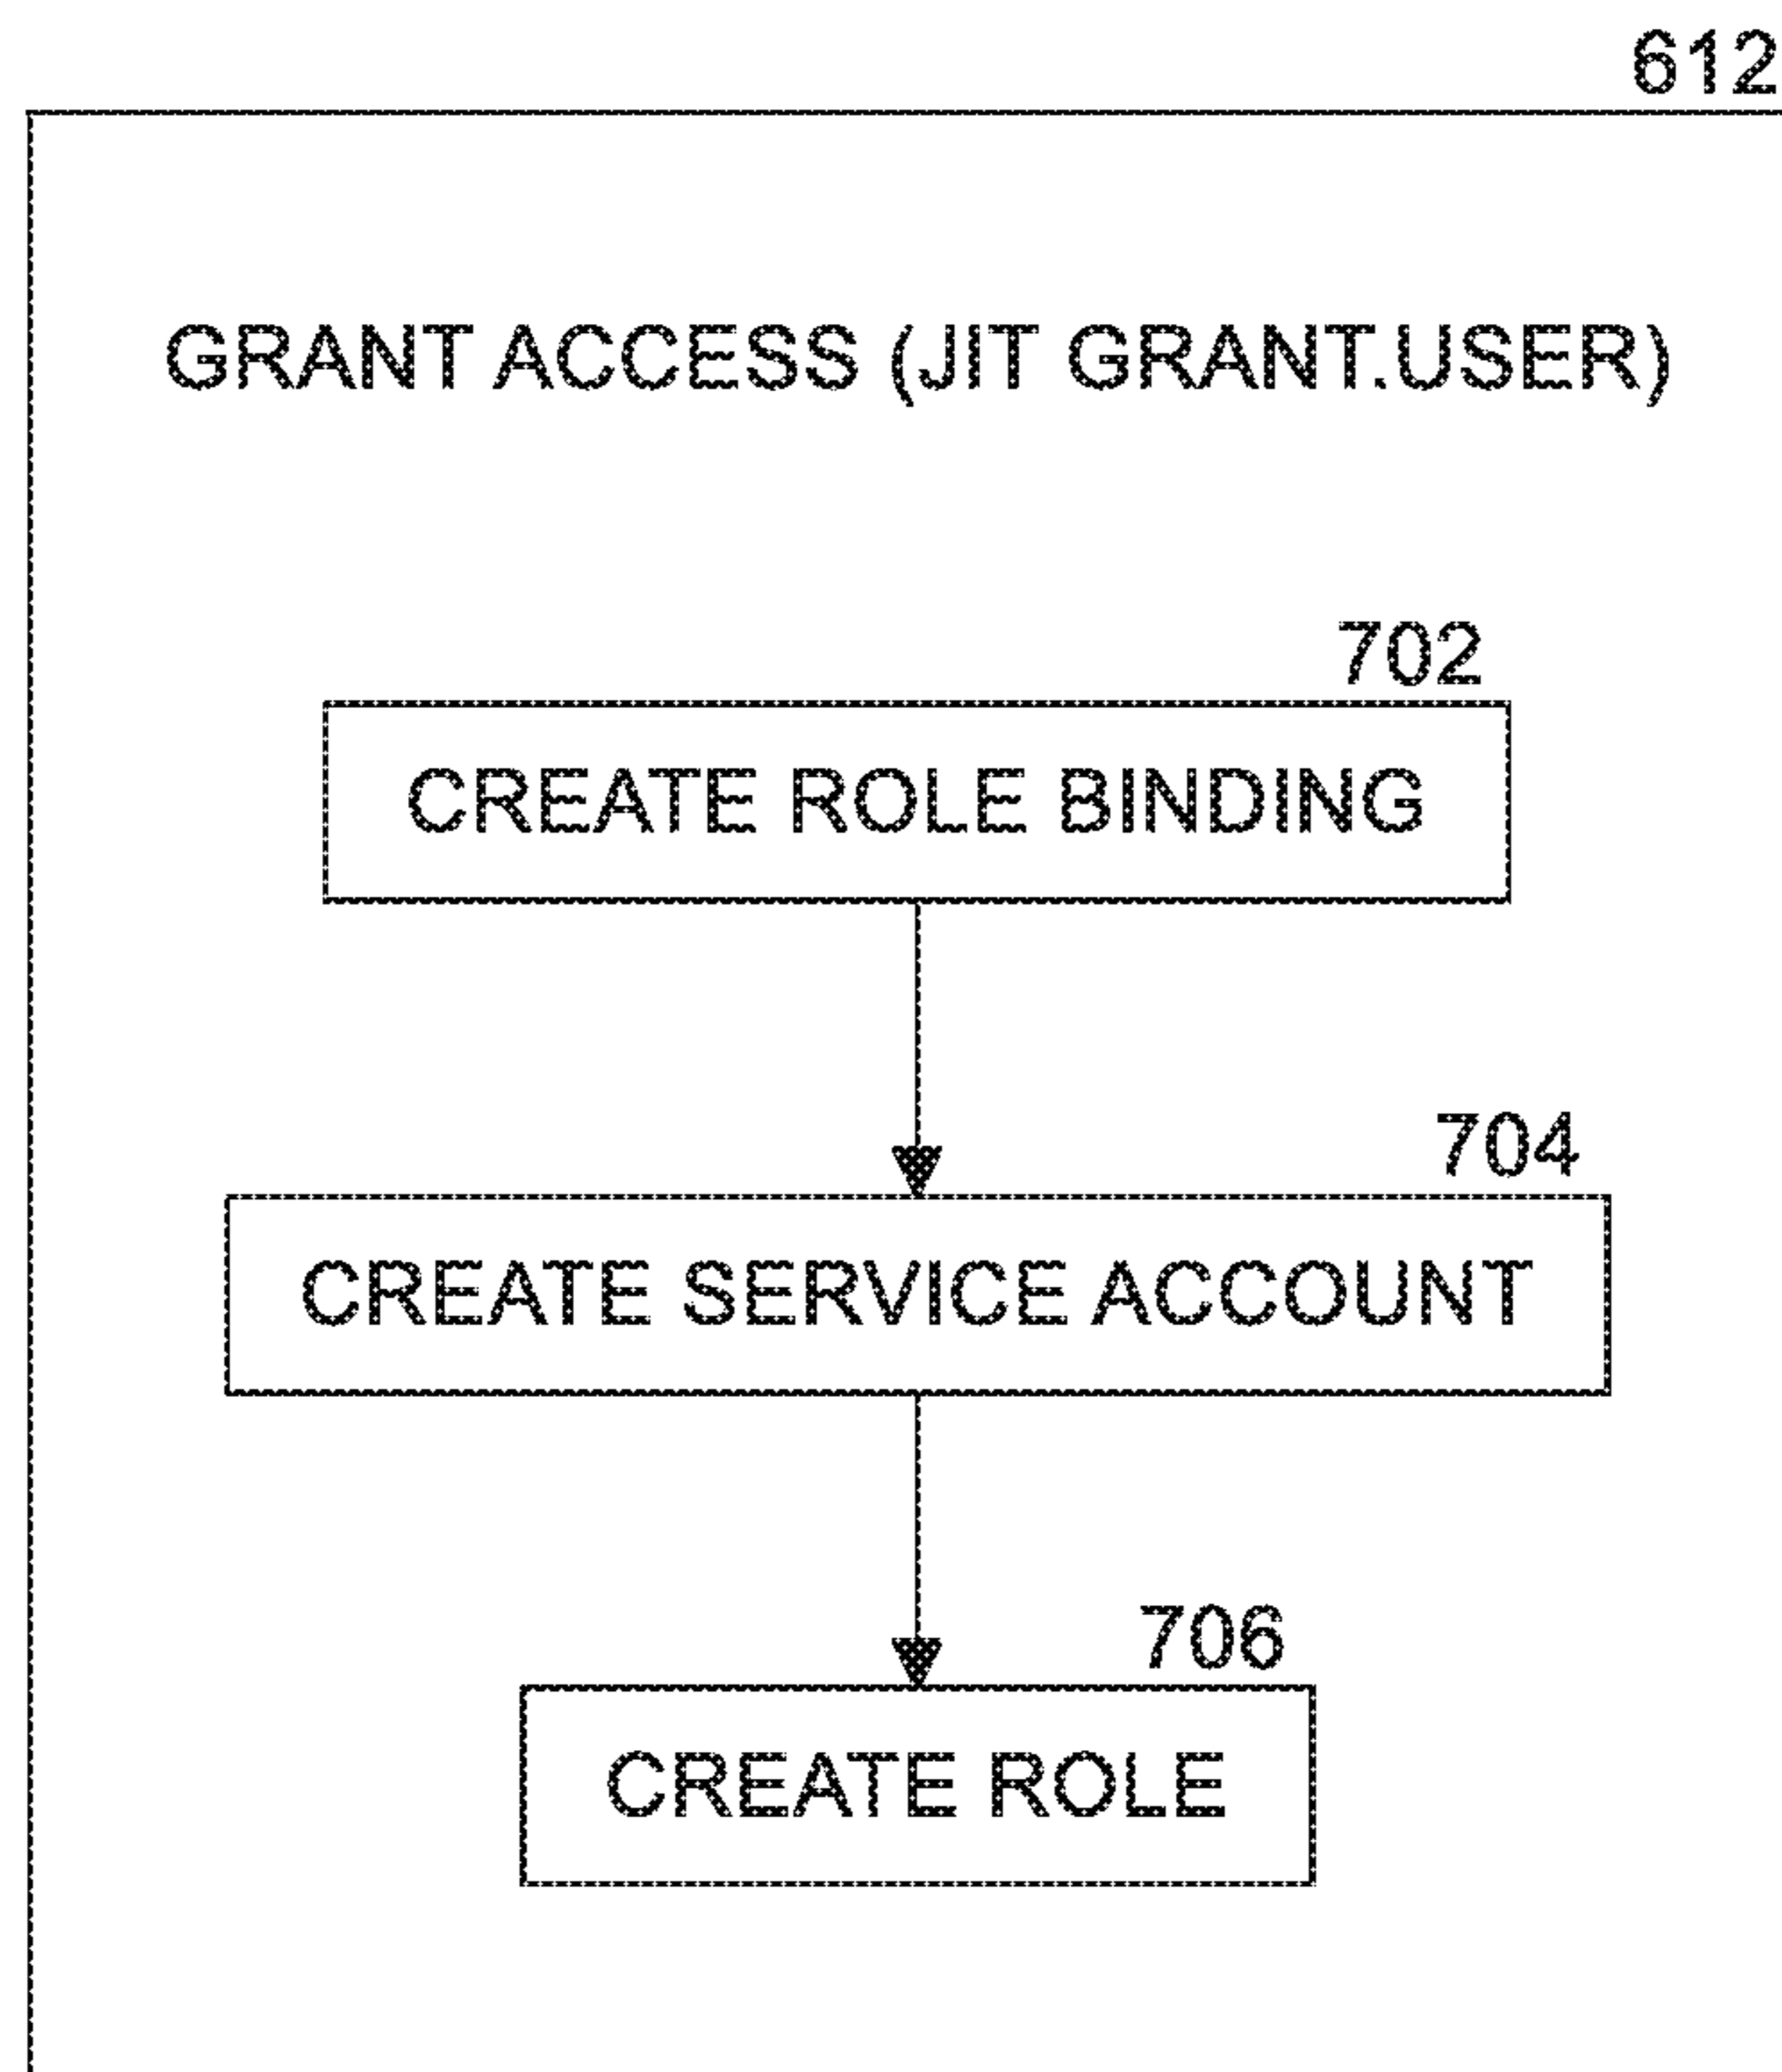 612
GRANT ACCESS (JIT GRANT.USER)
702
CREATE ROLE BINDING
704
CREATE SERVICE ACCOUNT
706
CREATE ROLE